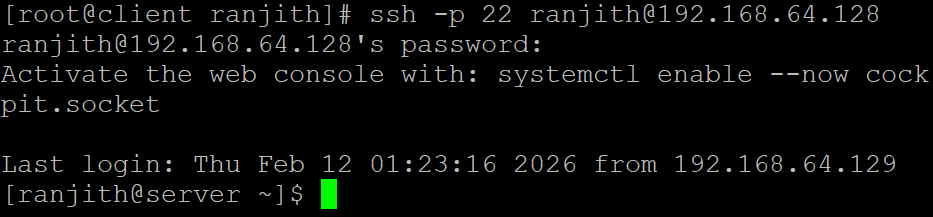 [root@client ranjith]# ssh -p 22 ranjith@192.168.64.128
ranjith@192.168.64.128's password:
Activate the web console with: systemctl enable --now cock
pit.socket
Last login: Thu Feb 12 01:23:16 2026 from 192.168.64.129
[ranjith@server ~]$